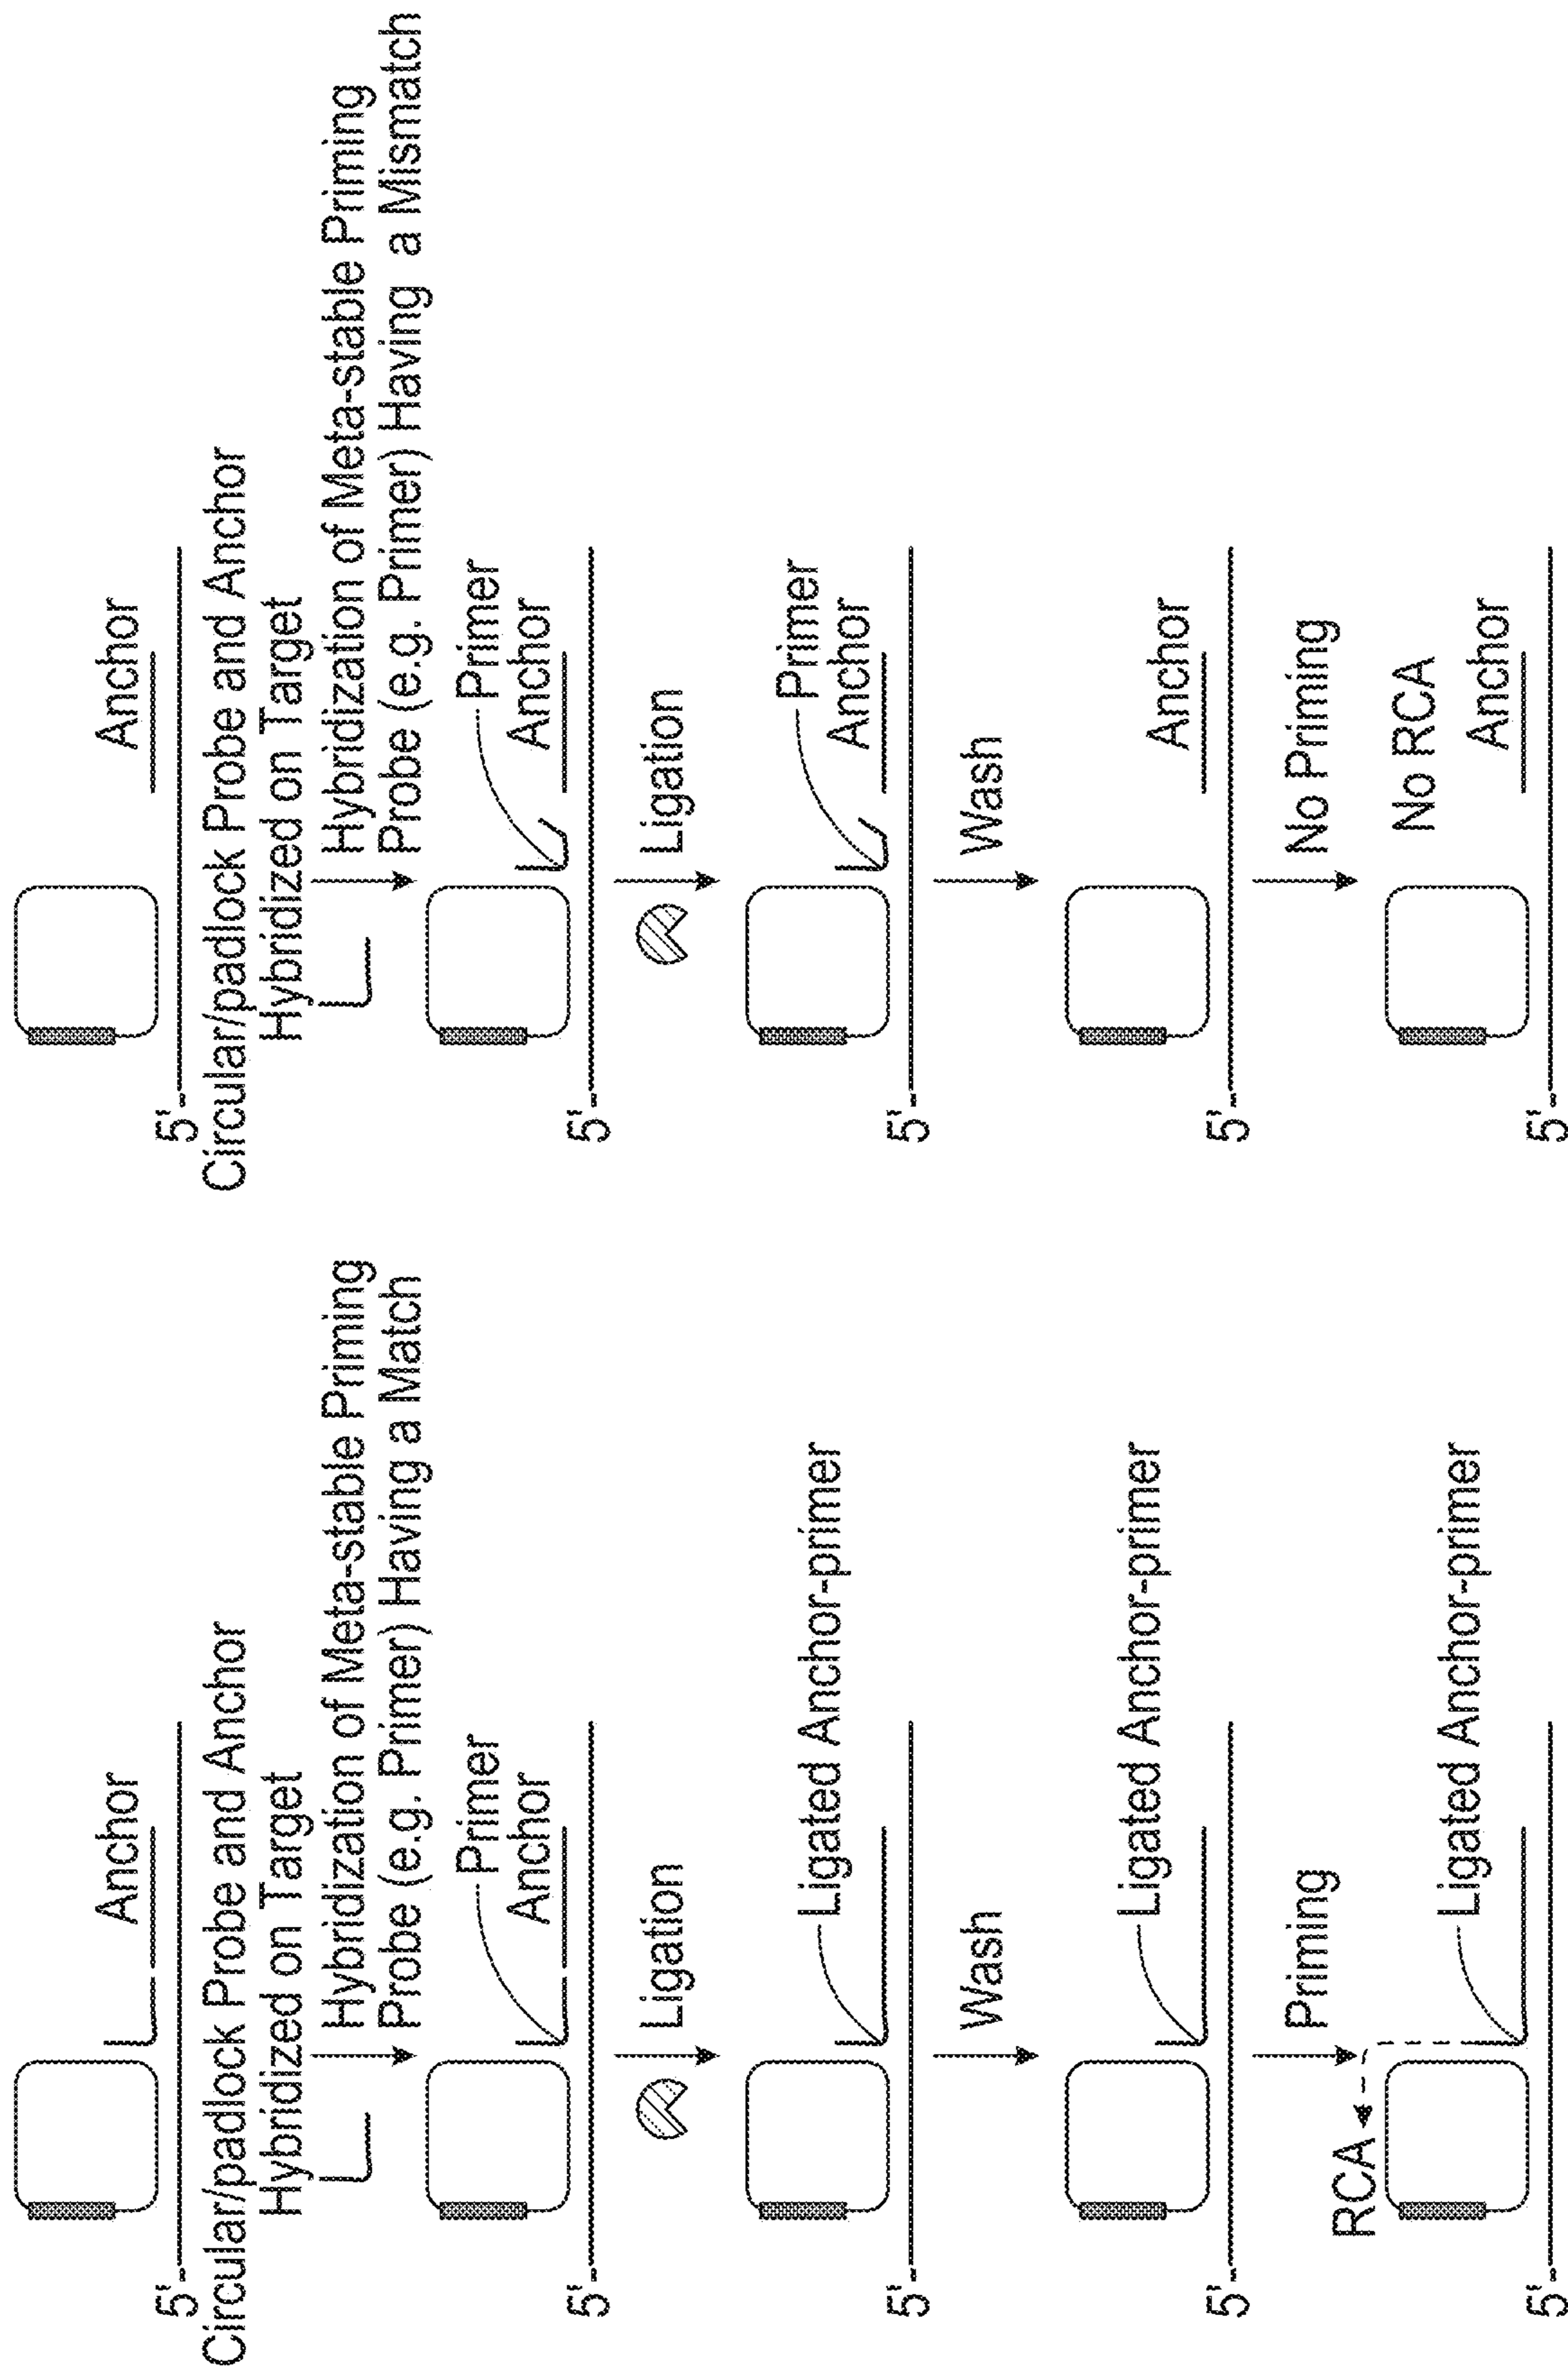 Anchor
5'-
Circular/padlock Probe and Anchor
Hybridized on Target
Hybridization of Meta-stable Priming
Probe (e.g. Primer) Having a Match
Primer
Anchor
5'-
Ligation
Ligated Anchor-primer
5'-
Wash
Ligated Anchor-primer
5'-
Priming
RCA
Ligated Anchor-primer
5'-
Anchor
5'-
Circular/padlock Probe and Anchor
Hybridized on Target
Hybridization of Meta-stable Priming
Probe (e.g. Primer) Having a Mismatch
Primer
Anchor
5'-
Ligation
Primer
Anchor
5'-
Wash
Anchor
5'-
No Priming
No RCA
Anchor
5'-